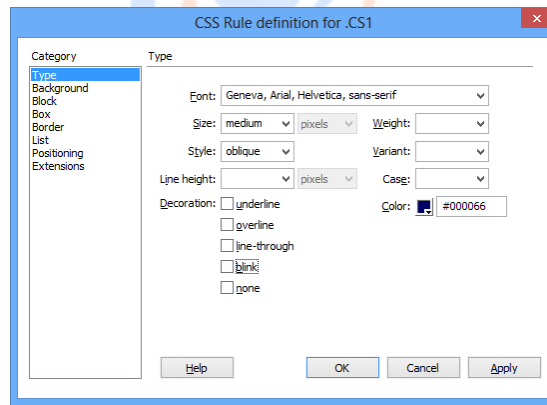 CSS Rule definition for .CS1
x
Category
Type
Background
Block
Box
Border
List
Positioning
Extensions
Type
Font: Geneva, Arial, Helvetica, sans-serif
Size: medium pixels Weight:
Style: oblique Variant:
Line height: pixels Case:
Decoration: underline Color: #000066
overline
line-through
blink
none
Help OK Cancel Apply